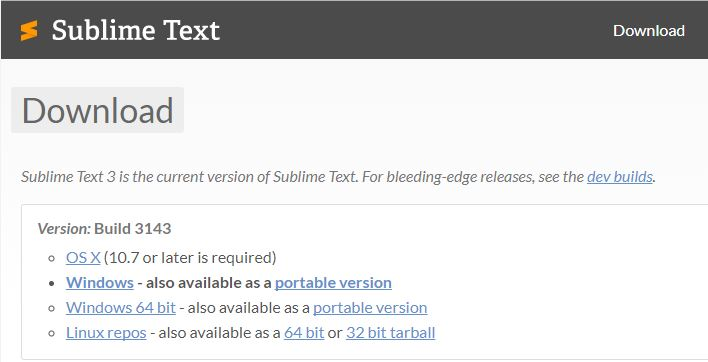 Sublime Text
Download
Download
Sublime Text 3 is the current version of Sublime Text. For bleeding-edge releases, see the dev builds.
Version: Build 3143
OS X (10.7 or later is required)
Windows - also available as a portable version
Windows 64 bit - also available as a portable version
Linux repos - also available as a 64 bit or 32 bit tarball